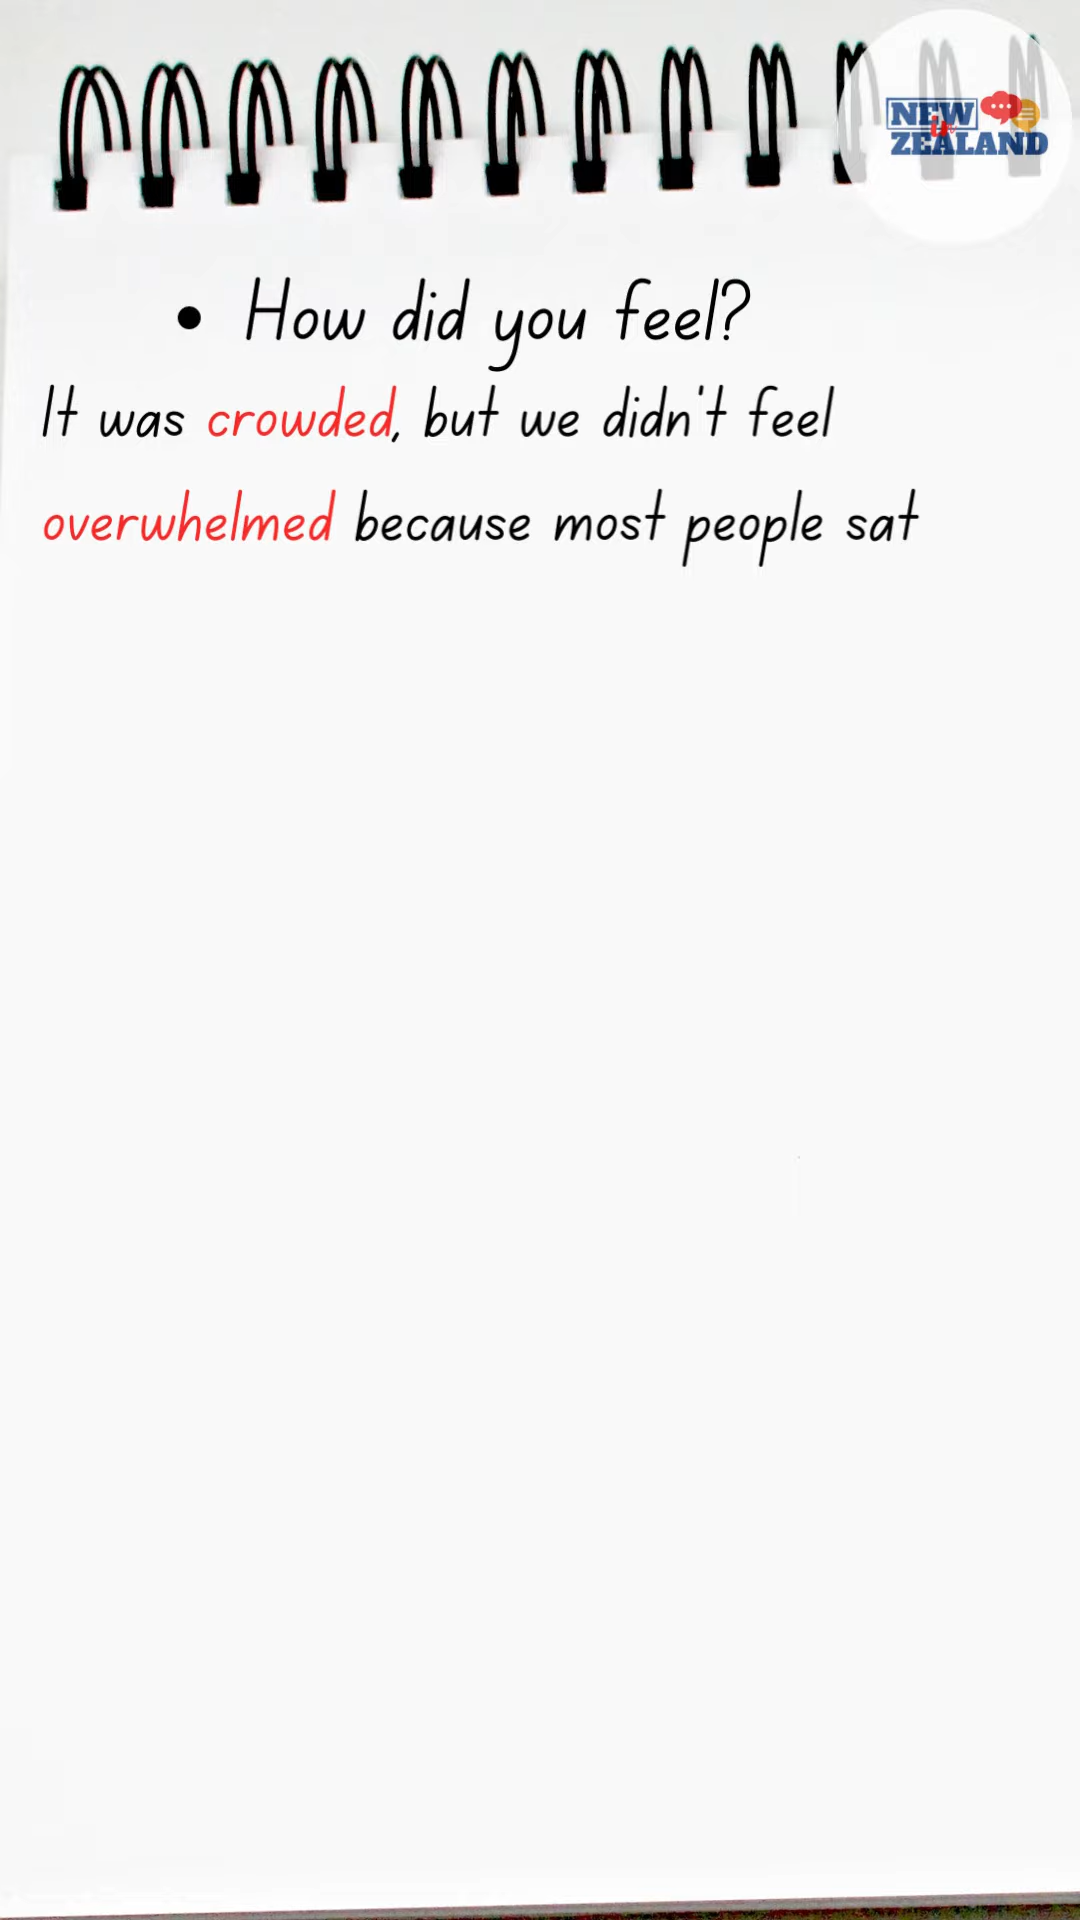 NEW
in
ZEALAND
• How did you feel?
It was crowded, but we didn't feel
overwhelmed because most people sat